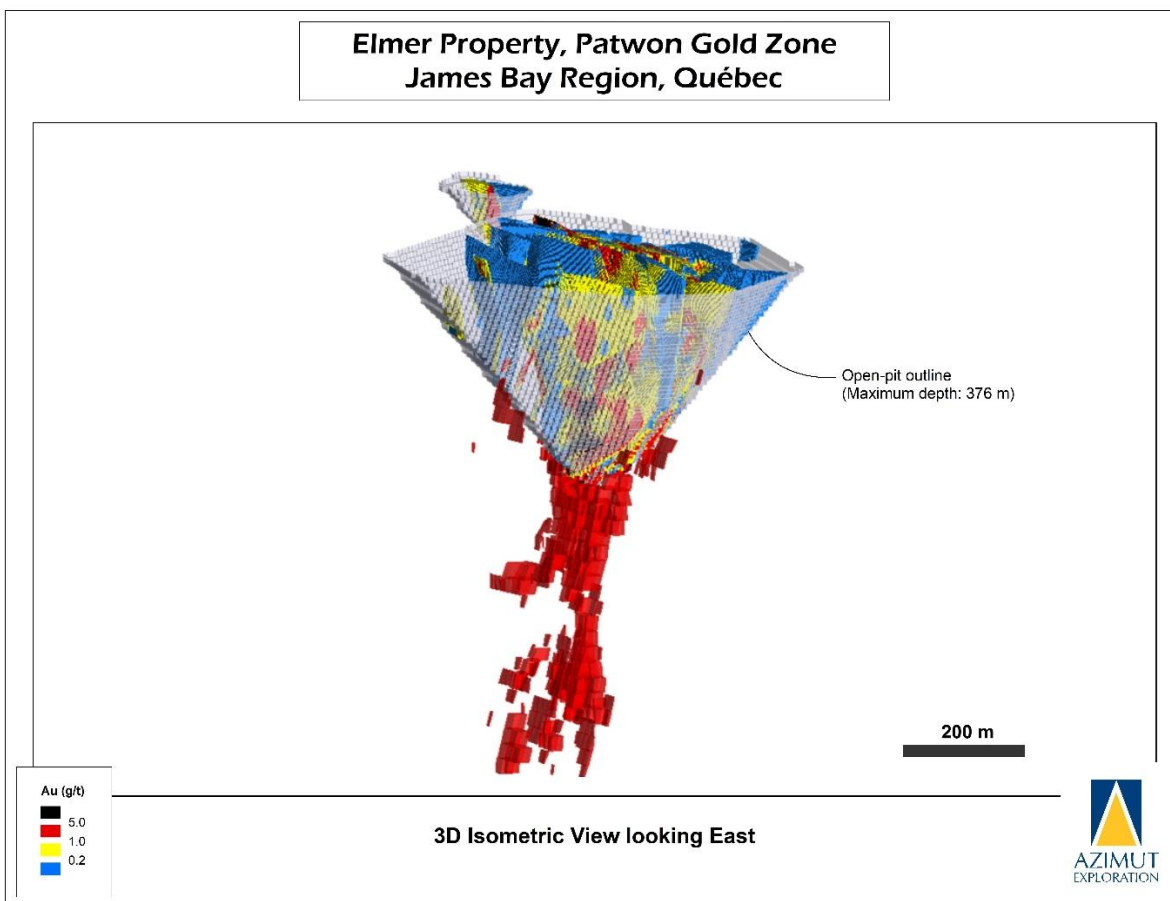 Elmer Property, Patwon Gold Zone
James Bay Region, Québec
Open-pit outline
(Maximum depth: 376 m)
200 m
Au (g/t)
5.0
1.0
0.2
3D Isometric View looking East
AZIMUT
EXPLORATION